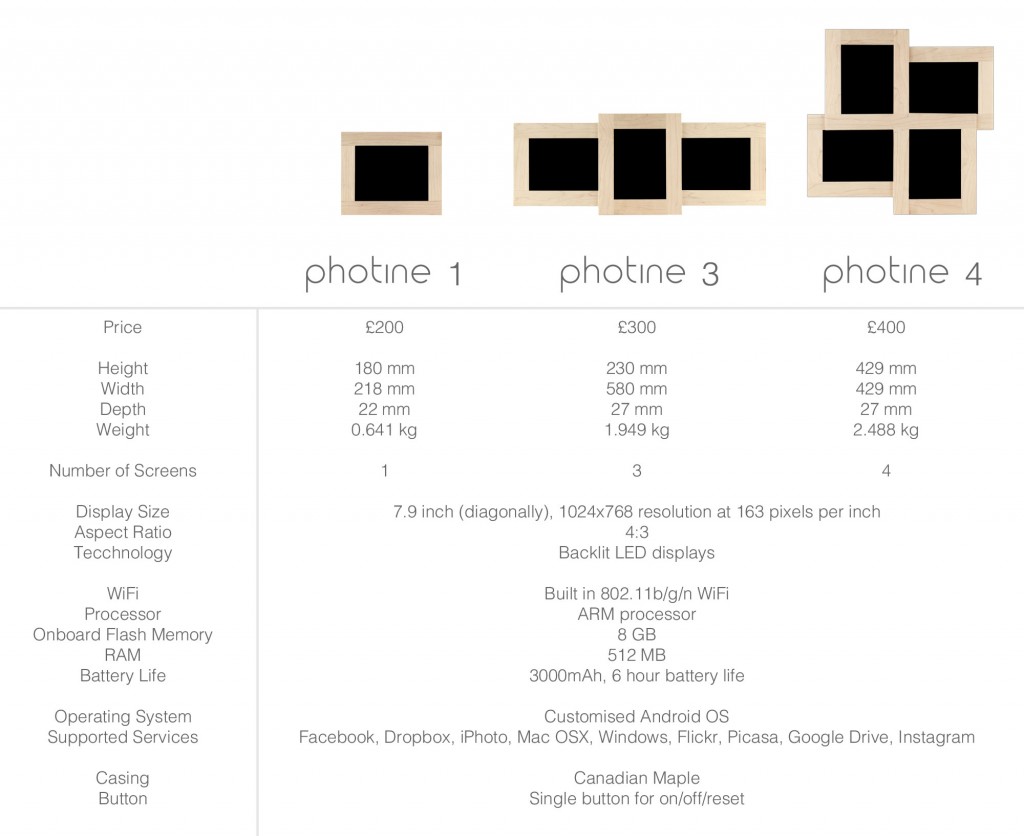 photine 1 photine 3 photine 4
Price £200 £300 £400
Height 180 mm 230 mm 429 mm
Width 218 mm 580 mm 429 mm
Depth 22 mm 27 mm 27 mm
Weight 0.641 kg 1.949 kg 2.488 kg
Number of Screens 1 3 4
Display Size 7.9 inch (diagonally), 1024x768 resolution at 163 pixels per inch
Aspect Ratio 4:3
Tecchnology Backlit LED displays
WiFi Built in 802.11b/g/n WiFi
Processor ARM processor
Onboard Flash Memory 8 GB
RAM 512 MB
Battery Life 3000mAh, 6 hour battery life
Operating System Customised Android OS
Supported Services Facebook, Dropbox, iPhoto, Mac OSX, Windows, Flickr, Picasa, Google Drive, Instagram
Casing Canadian Maple
Button Single button for on/off/reset